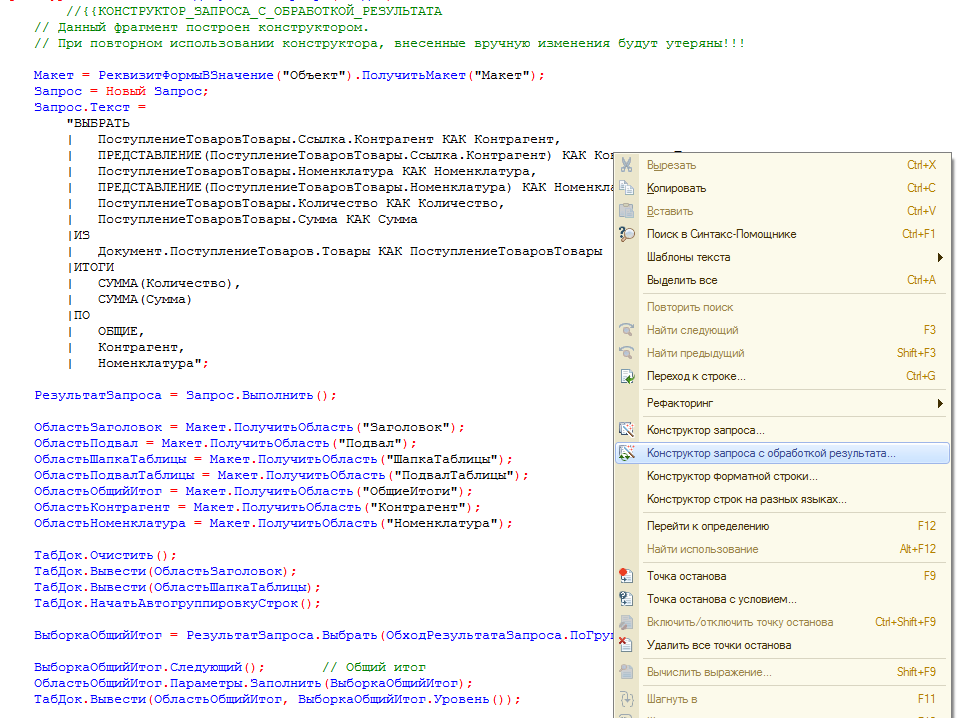 //{{КОНСТРУКТОР_ЗАПРОСА_С_ОБРАБОТКОЙ_РЕЗУЛЬТАТА
// Данный фрагмент построен конструктором.
// При повторном использовании конструктора, внесенные вручную изменения будут утеряны!!!
Макет = РеквизитФормыВЗначение("Объект").ПолучитьМакет("Макет");
Запрос = Новый Запрос;
Запрос.Текст =
"ВЫБРАТЬ
| ПоступлениеТоваровТовары.Ссылка.Контрагент КАК Контрагент,
| ПРЕДСТАВЛЕНИЕ(ПоступлениеТоваровТовары.Ссылка.Контрагент) КАК
| ПоступлениеТоваровТовары.Номенклатура КАК Номенклатура,
| ПРЕДСТАВЛЕНИЕ(ПоступлениеТоваровТовары.Номенклатура) КАК
| ПоступлениеТоваровТовары.Количество КАК Количество,
| ПоступлениеТоваровТовары.Сумма КАК Сумма
|ИЗ
| Документ.ПоступлениеТоваров.Товары КАК ПоступлениеТоваровТовары
|ИТОГИ
| СУММА(Количество),
| СУММА(Сумма)
|ПО
| ОБЩИЕ,
| Контрагент,
| Номенклатура";
РезультатЗапроса = Запрос.Выполнить();
ОбластьЗаголовок = Макет.ПолучитьОбласть("Заголовок");
ОбластьПодвал = Макет.ПолучитьОбласть("Подвал");
ОбластьШапкаТаблицы = Макет.ПолучитьОбласть("ШапкаТаблицы");
ОбластьПодвалТаблицы = Макет.ПолучитьОбласть("ПодвалТаблицы");
ОбластьОбщийИтог = Макет.ПолучитьОбласть("ОбщиеИтоги");
ОбластьКонтрагент = Макет.ПолучитьОбласть("Контрагент");
ОбластьНоменклатура = Макет.ПолучитьОбласть("Номенклатура");
ТабДок.Очистить();
ТабДок.Вывести(ОбластьЗаголовок);
ТабДок.Вывести(ОбластьШапкаТаблицы);
ТабДок.НачатьАвтогруппировкуСтрок();
ВыборкаОбщийИтог = РезультатЗапроса.Выбрать(ОбходРезультатаЗапроса.
ВыборкаОбщийИтог.Следующий(); // Общий итог
ОбластьОбщийИтог.Параметры.Заполнить(ВыборкаОбщийИтог);
ТабДок.Вывести(ОбластьОбщийИтог, ВыборкаОбщийИтог.Уровень());
Вырезать Ctrl+X
Копировать Ctrl+C
Вставить Ctrl+V
Поиск в Синтакс-Помощнике Ctrl+F1
Шаблоны текста
Выделить все Ctrl+A
Повторить поиск
Найти следующий F3
Найти предыдущий Shift+F3
Переход к строке... Ctrl+G
Рефакторинг
Конструктор запроса...
Конструктор запроса с обработкой результата...
Конструктор форматной строки...
Конструктор строк на разных языках...
Перейти к определению F12
Найти использование Alt+F12
Точка останова F9
Точка останова с условием...
Включить/отключить точку останова Ctrl+Shift+F9
Удалить все точки останова
Вычислить выражение... Shift+F9
Шагнуть в F11